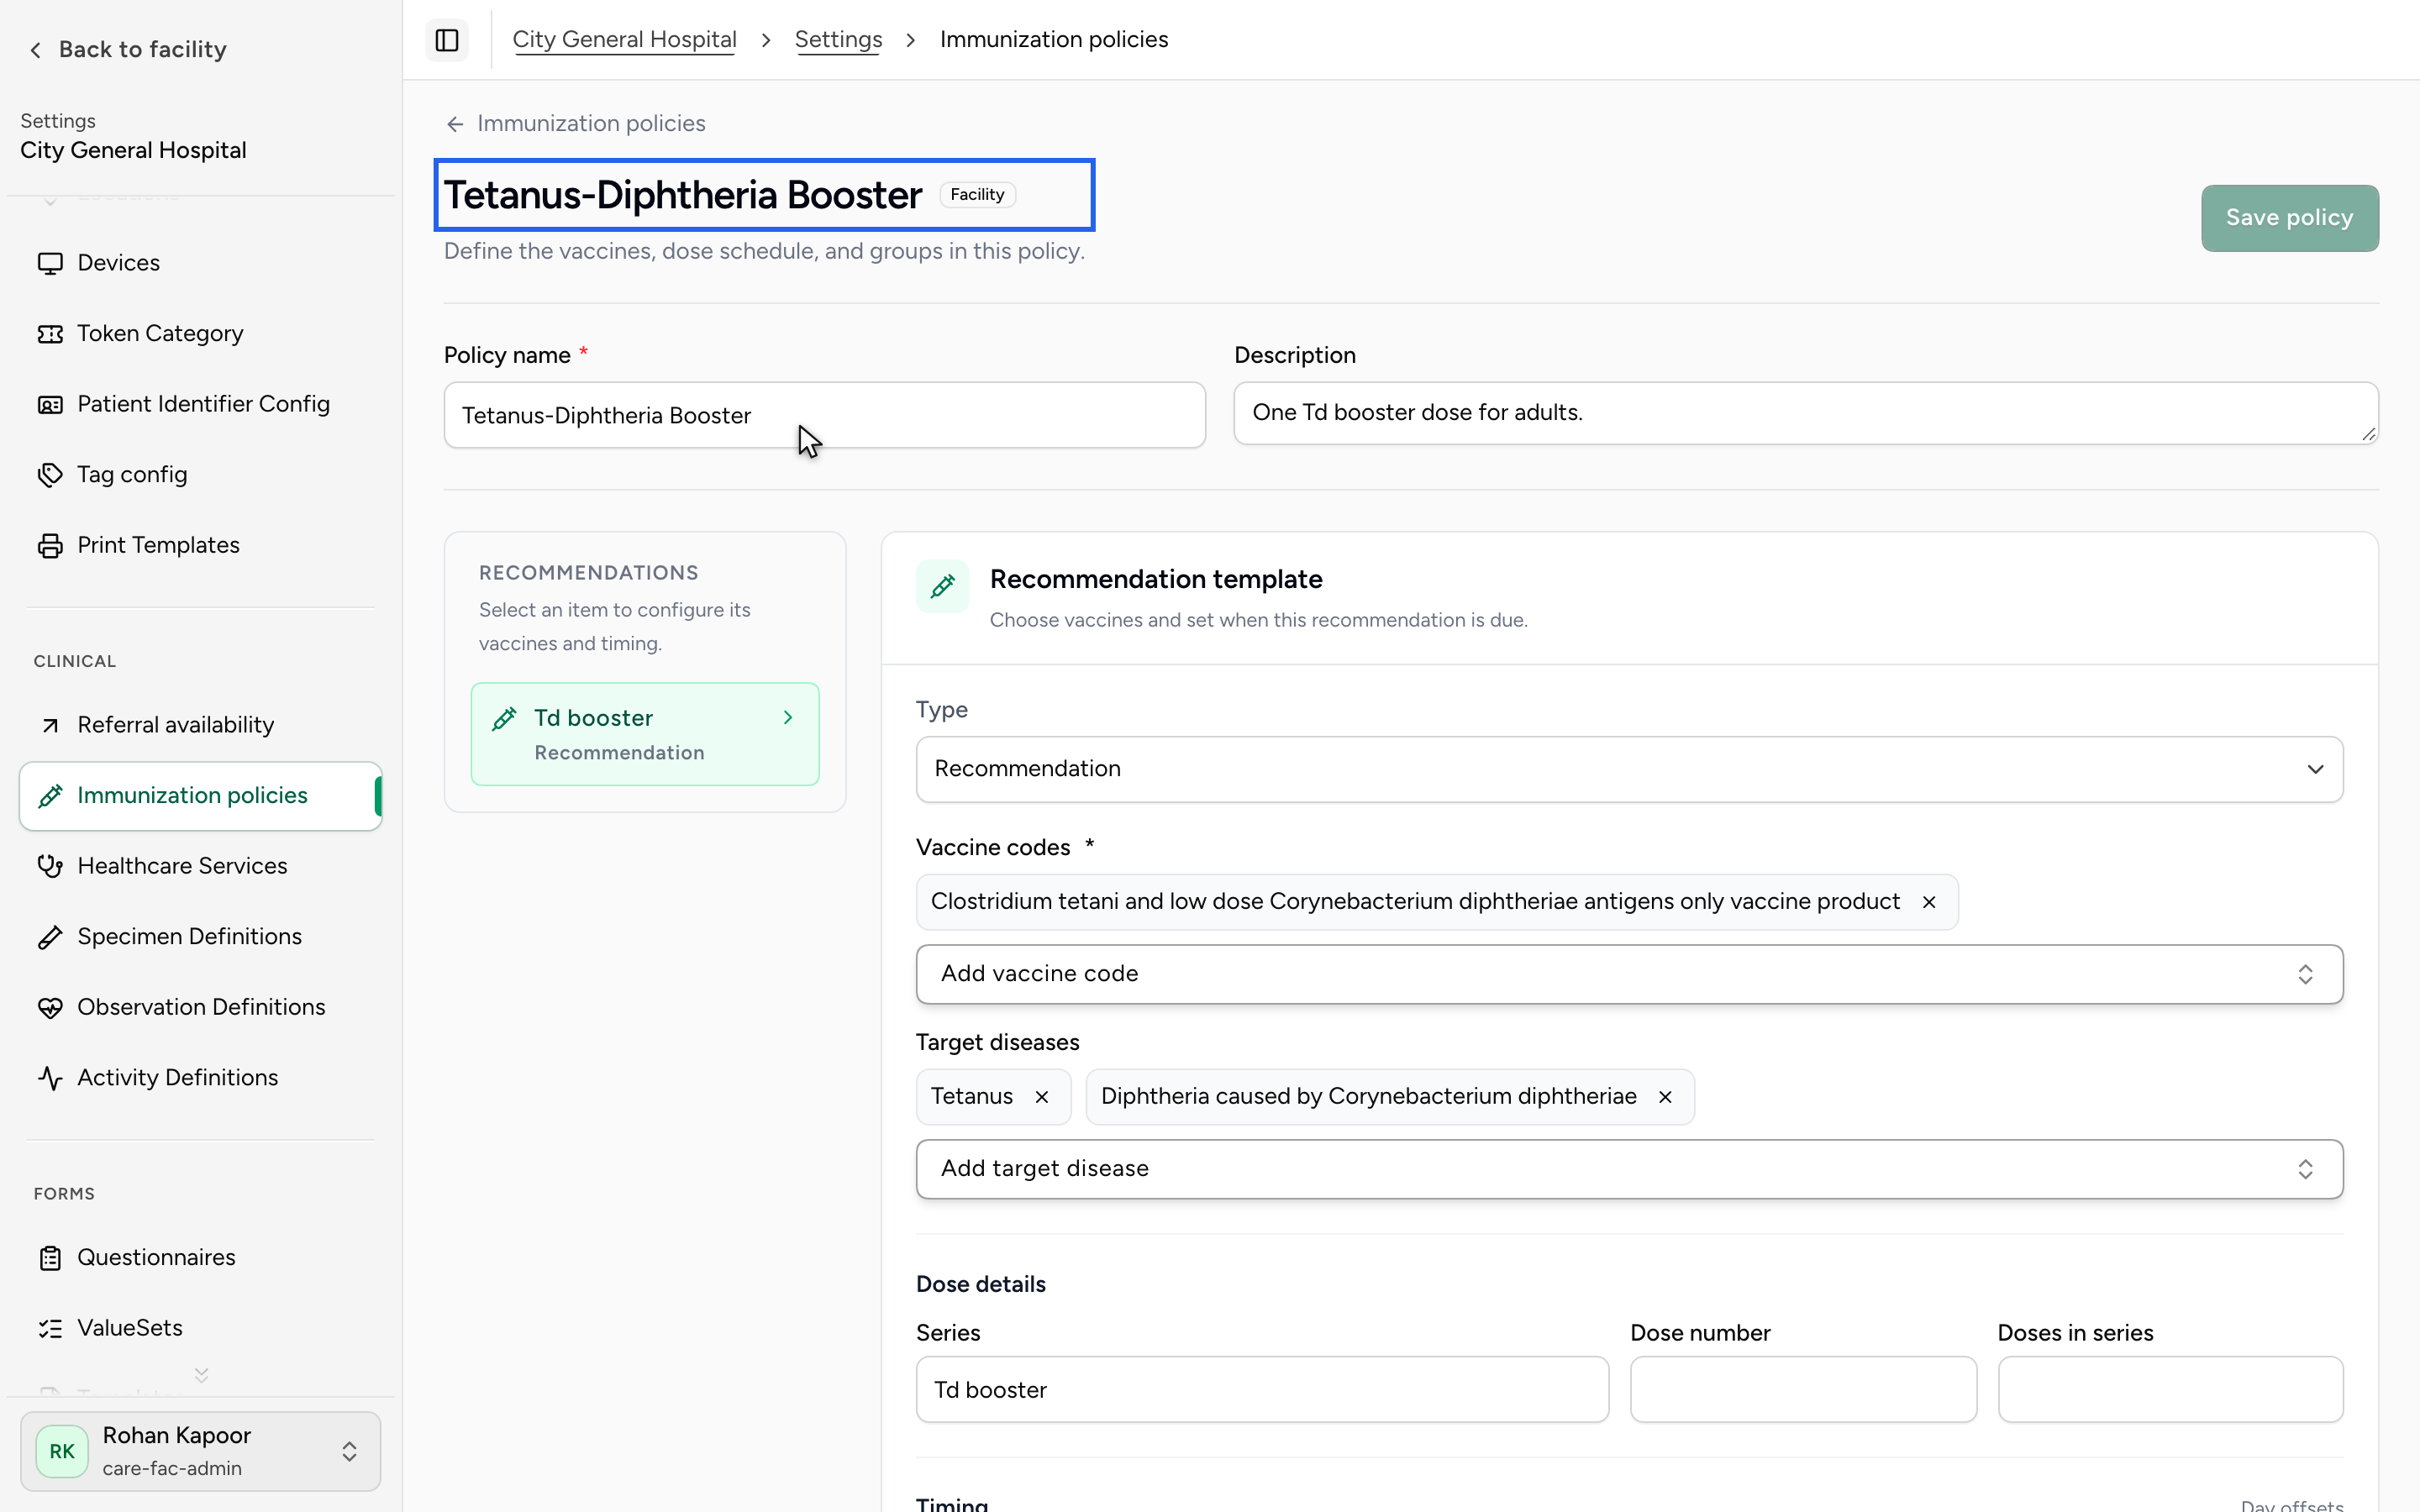 Back to facility
Settings
City General Hospital
Devices
Token Category
Patient Identifier Config
Tag config
Print Templates
CLINICAL
Referral availability
Immunization policies
Healthcare Services
Specimen Definitions
Observation Definitions
Activity Definitions
FORMS
Questionnaires
ValueSets
RK
Rohan Kapoor
care-fac-admin
City General Hospital > Settings > Immunization policies
Immunization policies
Tetanus-Diphtheria Booster Facility
Define the vaccines, dose schedule, and groups in this policy.
Save policy
Policy name *
Tetanus-Diphtheria Booster
Description
One Td booster dose for adults.
RECOMMENDATIONS
Select an item to configure its
vaccines and timing.
Td booster
Recommendation
Recommendation template
Choose vaccines and set when this recommendation is due.
Type
Recommendation
Vaccine codes *
Clostridium tetani and low dose Corynebacterium diphtheriae antigens only vaccine product
Add vaccine code
Target diseases
Tetanus
Diphtheria caused by Corynebacterium diphtheriae
Add target disease
Dose details
Series
Td booster
Dose number
Doses in series
Timing
Day offsets